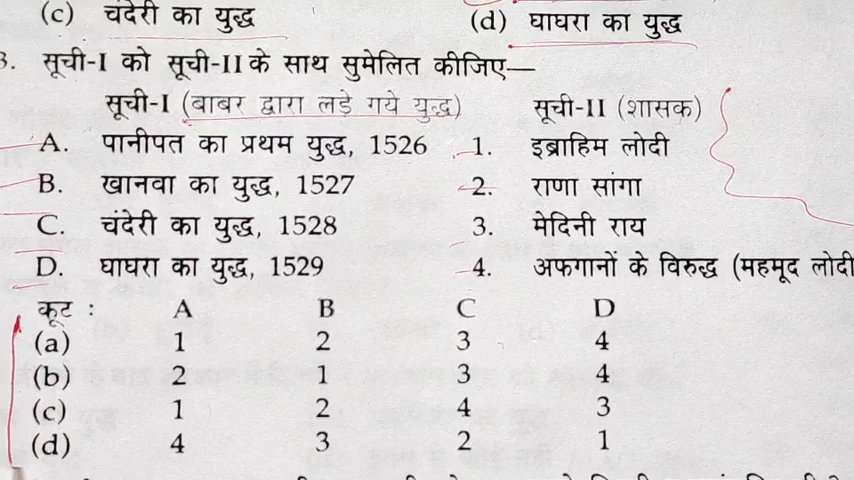 (c) चंदेरी का युद्ध (d) घाघरा का युद्ध
3. सूची-I को सूची-II के साथ सुमेलित कीजिए—
सूची-I (बाबर द्वारा लड़े गये युद्ध) सूची-II (शासक)
A. पानीपत का प्रथम युद्ध, 1526 1. इब्राहिम लोदी
B. खानवा का युद्ध, 1527 2. राणा सांगा
C. चंदेरी का युद्ध, 1528 3. मेदिनी राय
D. घाघरा का युद्ध, 1529 4. अफगानों के विरुद्ध (महमूद लोदी
कूट : A B C D
(a) 1 2 3 4
(b) 2 1 3 4
(c) 1 2 4 3
(d) 4 3 2 1